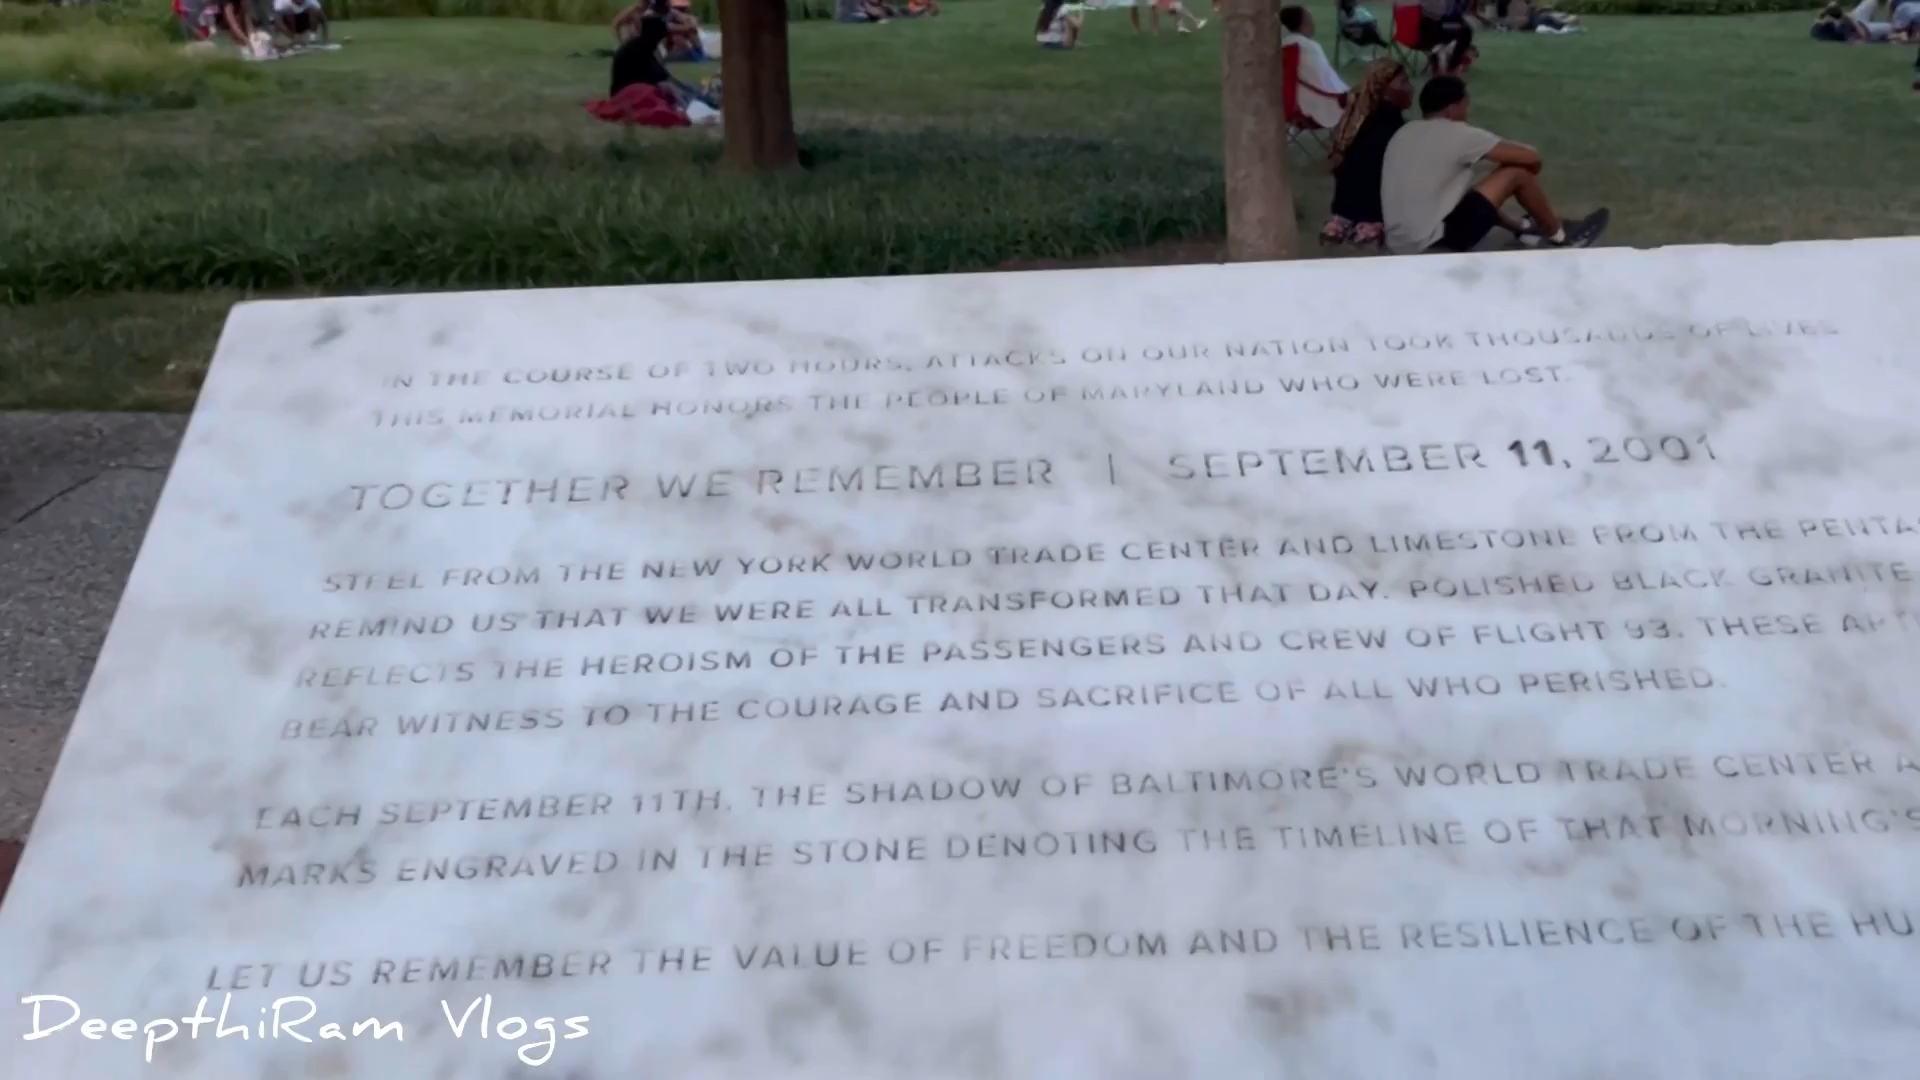 IN THE COURSE OF TWO HOURS, ATTACKS ON OUR NATION TOOK THOUSANDS OF LIVES
THIS MEMORIAL HONORS THE PEOPLE OF MARYLAND WHO WERE LOST.
TOGETHER WE REMEMBER | SEPTEMBER 11, 2001
STEEL FROM THE NEW YORK WORLD TRADE CENTER AND LIMESTONE FROM THE PENTA
REMIND US THAT WE WERE ALL TRANSFORMED THAT DAY. POLISHED BLACK GRANITE
REFLECTS THE HEROISM OF THE PASSENGERS AND CREW OF FLIGHT 93. THESE
BEAR WITNESS TO THE COURAGE AND SACRIFICE OF ALL WHO PERISHED.
EACH SEPTEMBER 11TH, THE SHADOW OF BALTIMORE'S WORLD TRADE CENTER
MARKS ENGRAVED IN THE STONE DENOTING THE TIMELINE OF THAT MORNING'S
LET US REMEMBER THE VALUE OF FREEDOM AND THE RESILIENCE OF THE HU
DeepthiRam Vlogs